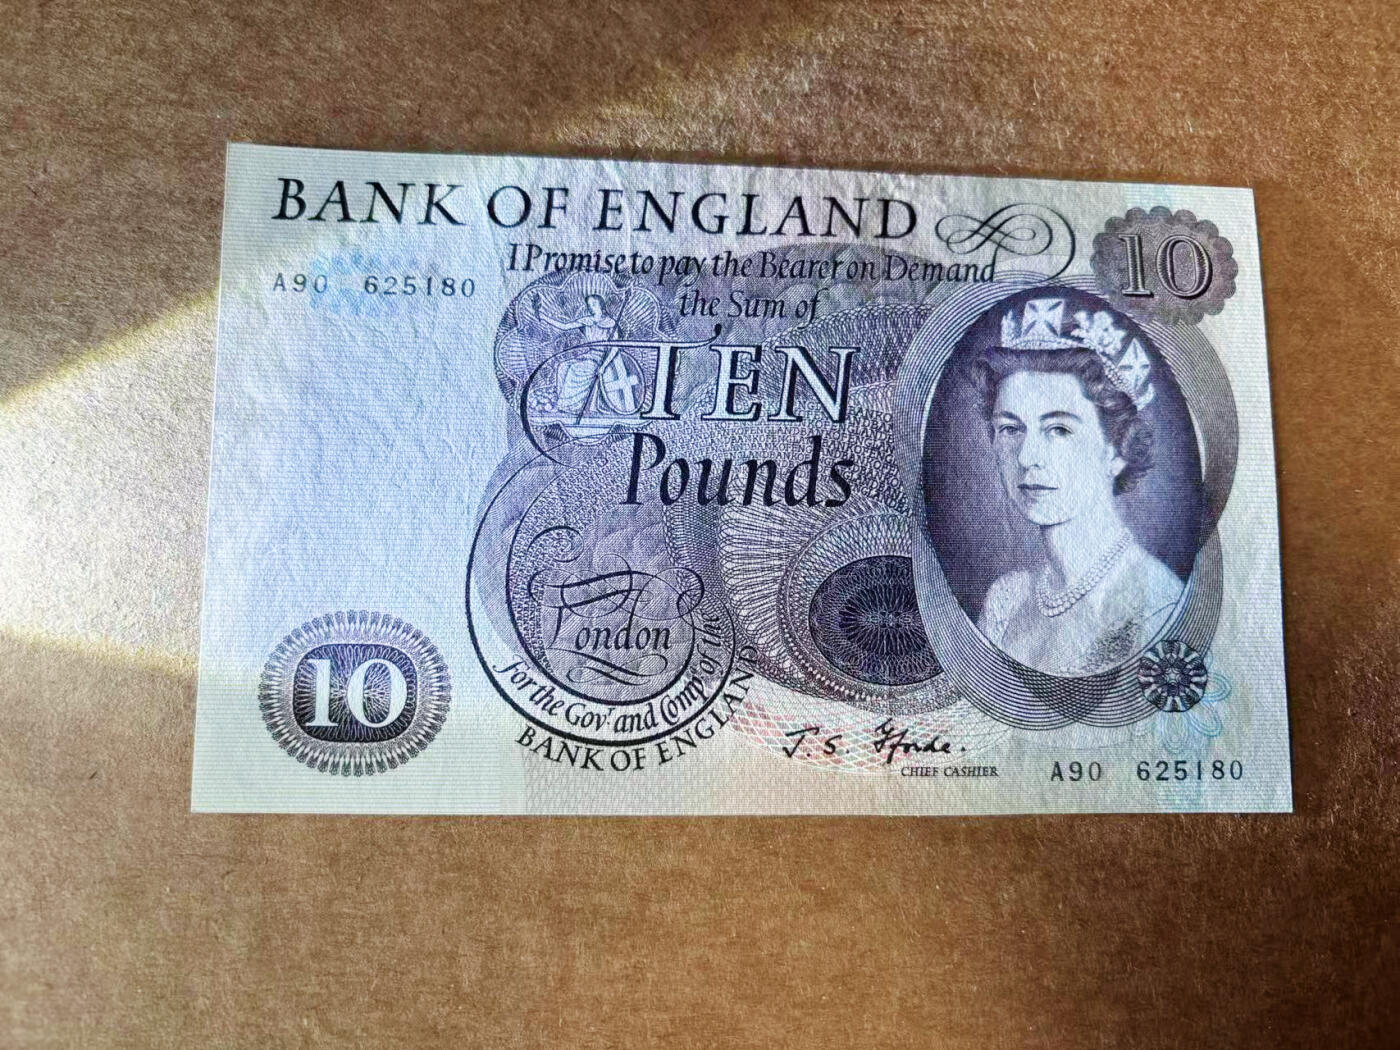 BANK OF ENGLAND
10
I Promise to pay the Bearer on Demand
A90 625180
the Sum of
TEN
Pounds
London
For the Govr. and Compa. of the
BANK OF ENGLAND
10
J. S. Fforde.
CHIEF CASHIER
A90 625180